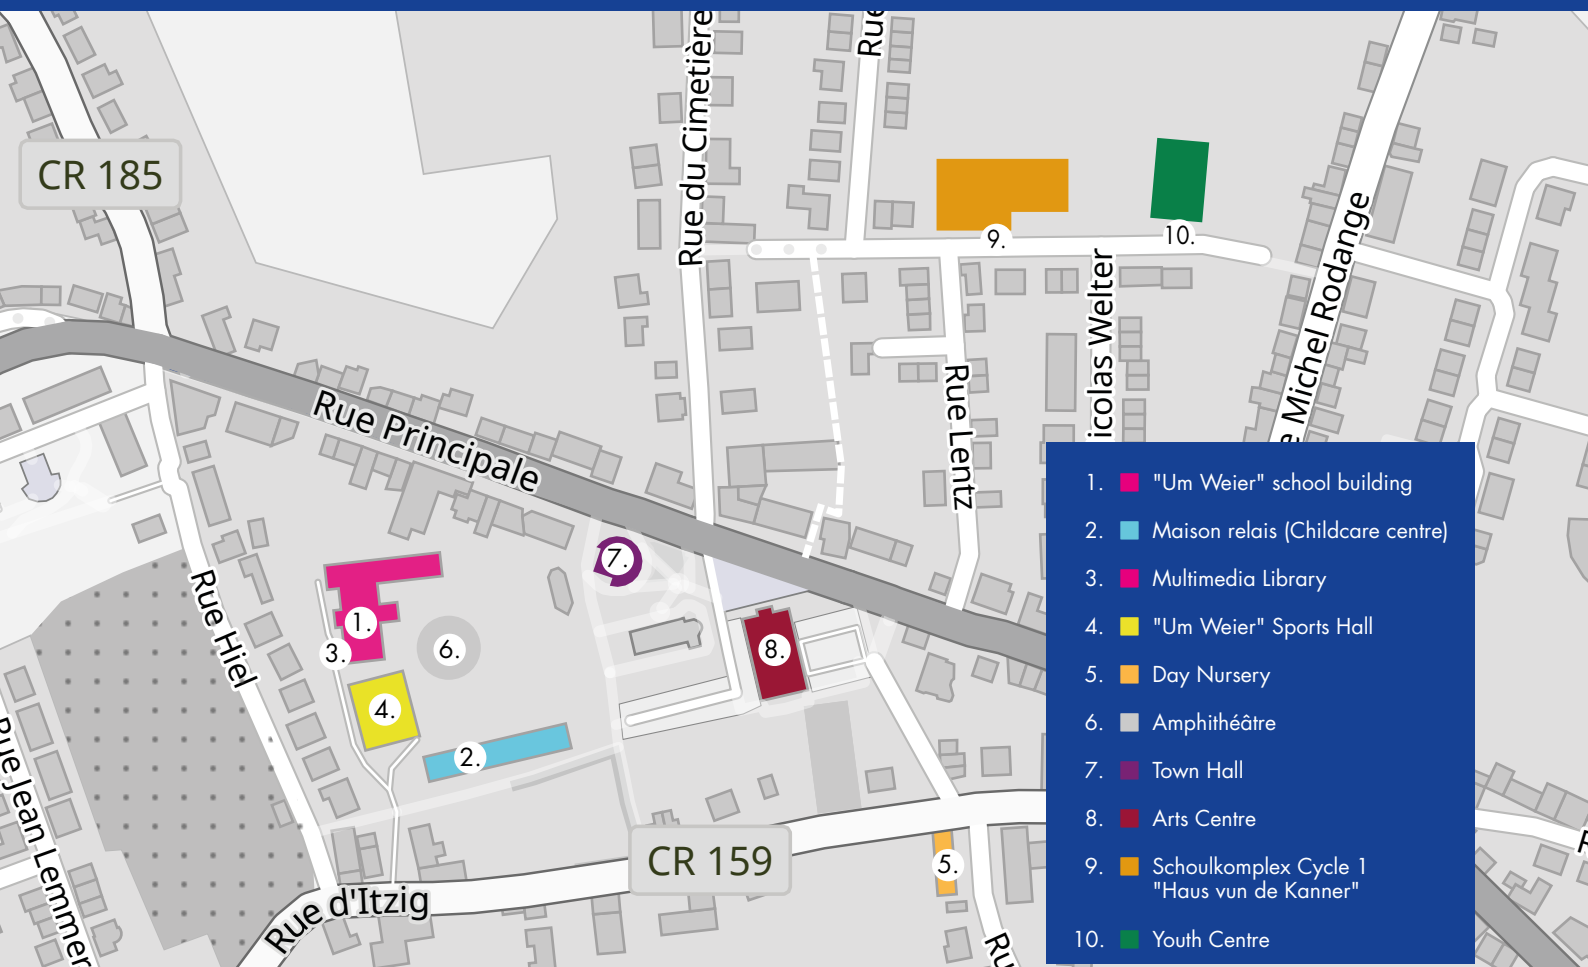 Rue du Cimetière
Rue
CR 185
9.
10.
Rue Michel Rodange
icolas Welter
Rue Lentz
Rue Principale
7.
1.
3.
6.
8.
4.
2.
5.
Rue Hiel
Rue Jean Lemmer
CR 159
Rue d'Itzig
Ru
R
1. "Um Weier" school building
2. Maison relais (Childcare centre)
3. Multimedia Library
4. "Um Weier" Sports Hall
5. Day Nursery
6. Amphithéâtre
7. Town Hall
8. Arts Centre
9. Schoulkomplex Cycle 1
"Haus vun de Kanner"
10. Youth Centre